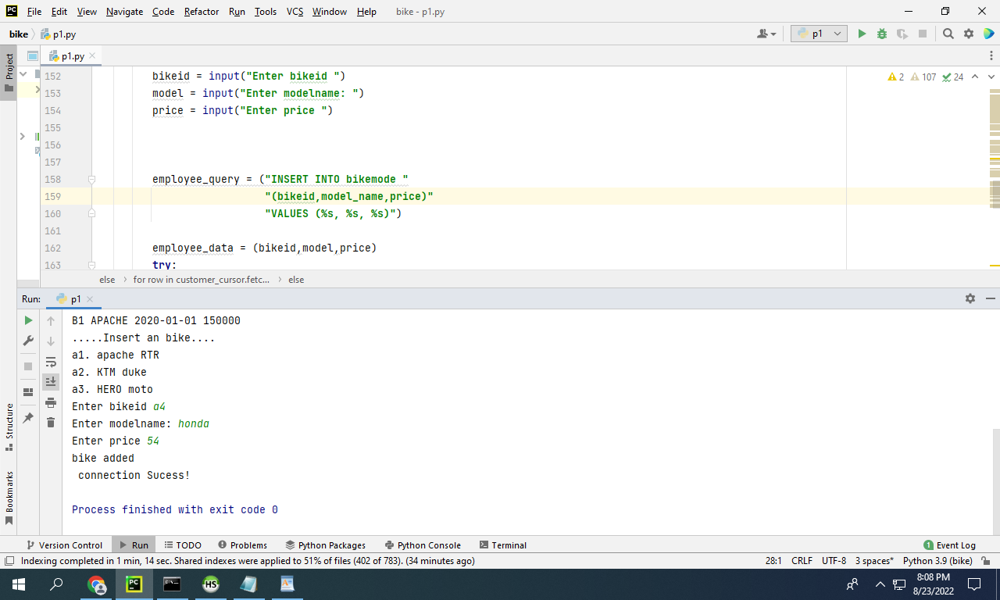 PC File Edit View Navigate Code Refactor Run Tools VCS Window Help bike - p1.py
bike p1.py p1
Project
p1.py
2 107 24
152 bikeid = input("Enter bikeid ")
153 model = input("Enter modelname: ")
154 price = input("Enter price ")
155
156
157
158 employee_query = ("INSERT INTO bikemode "
159 "(bikeid,model_name,price)"
160 "VALUES (%s, %s, %s)")
161
162 employee_data = (bikeid,model,price)
163 try:
else for row in customer_cursor.fetc... else
Run: p1
B1 APACHE 2020-01-01 150000
.....Insert an bike....
a1. apache RTR
a2. KTM duke
a3. HERO moto
Enter bikeid a4
Enter modelname: honda
Enter price 54
bike added
connection Sucess!
Process finished with exit code 0
Structure
Bookmarks
Version Control Run TODO Problems Python Packages Python Console Terminal 1 Event Log
Indexing completed in 1 min, 14 sec. Shared indexes were applied to 51% of files (402 of 783). (34 minutes ago) 28:1 CRLF UTF-8 3 spaces* Python 3.9 (bike)
PC HS 8:08 PM
8/23/2022